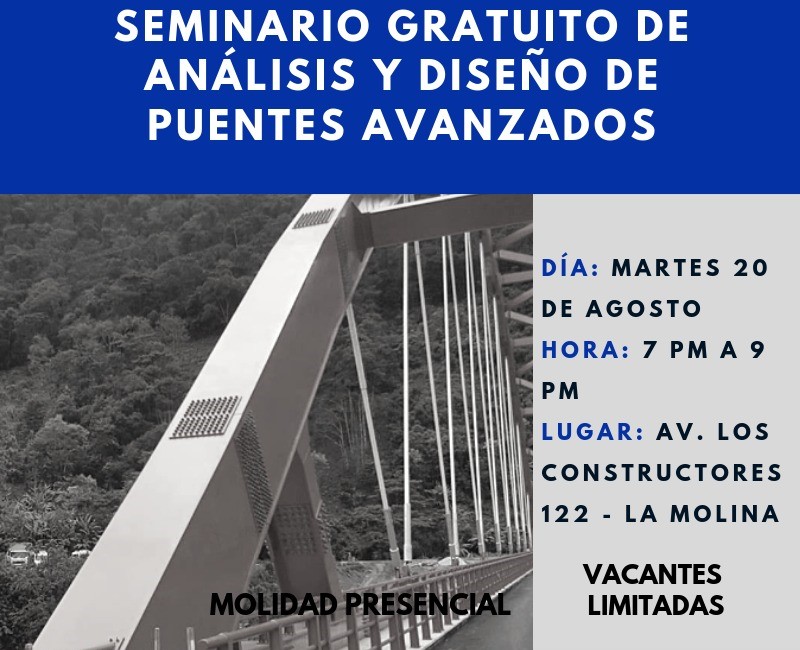 SEMINARIO GRATUITO DE
ANÁLISIS Y DISEÑO DE
PUENTES AVANZADOS
DÍA: MARTES 20
DE AGOSTO
HORA: 7 PM A 9
PM
LUGAR: AV. LOS
CONSTRUCTORES
122 - LA MOLINA
VACANTES
LIMITADAS
MOLIDAD PRESENCIAL